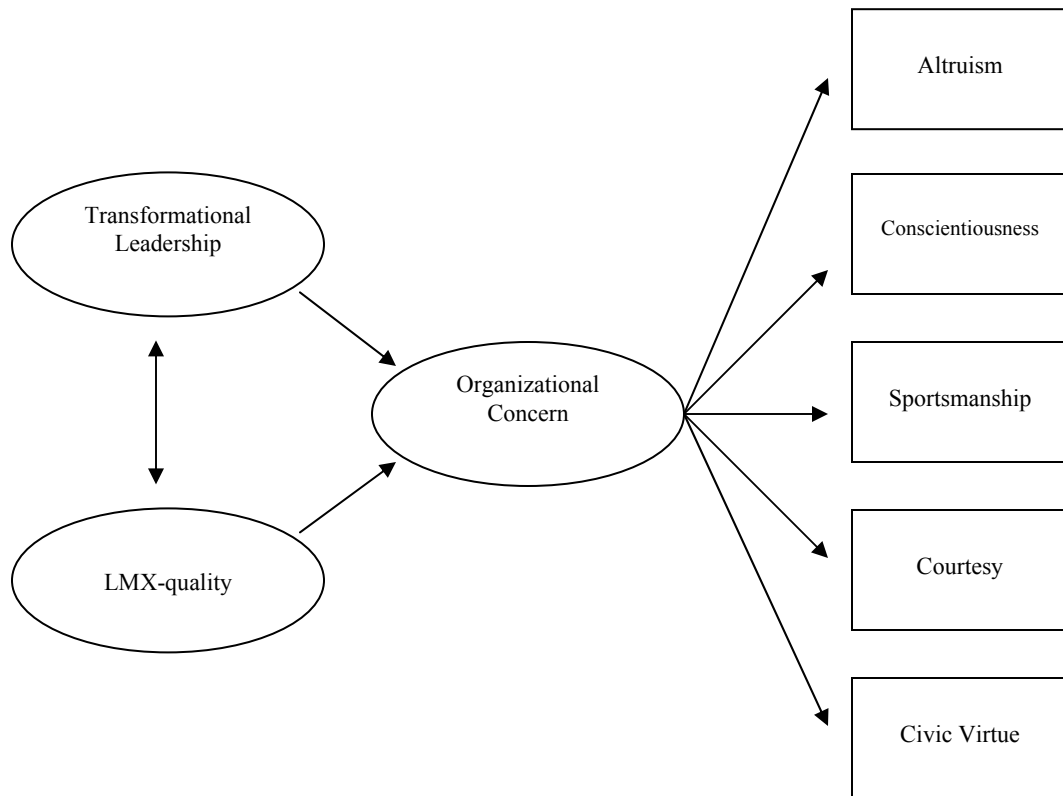 Altruism
Transformational
Leadership
Conscientiousness
Organizational
Concern
Sportsmanship
LMX-quality
Courtesy
Civic Virtue